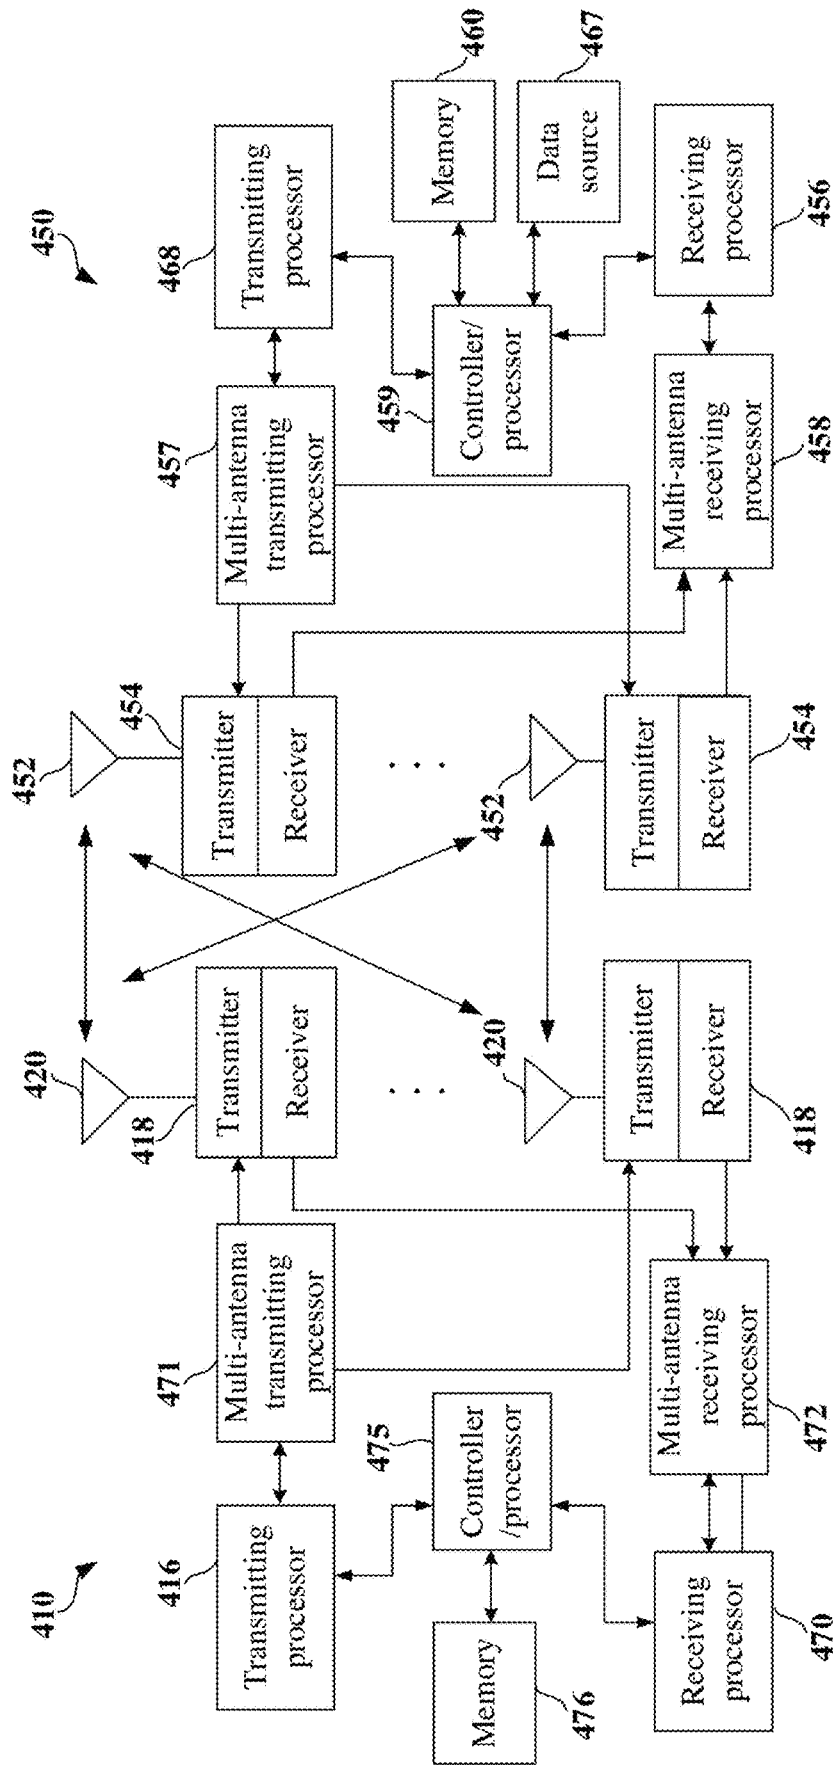 410
416
Transmitting
processor
471
Multi-antenna
transmitting
processor
420
418
Transmitter
Receiver
475
Controller
/processor
Memory
476
. . .
420
Transmitter
Receiver
418
Multi-antenna
receiving
processor
472
Receiving
processor
470
450
452
454
Transmitter
Receiver
457
Multi-antenna
transmitting
processor
468
Transmitting
processor
. . .
459
Controller/
processor
Memory
460
Data
source
467
452
Transmitter
Receiver
454
Multi-antenna
receiving
processor
458
Receiving
processor
456